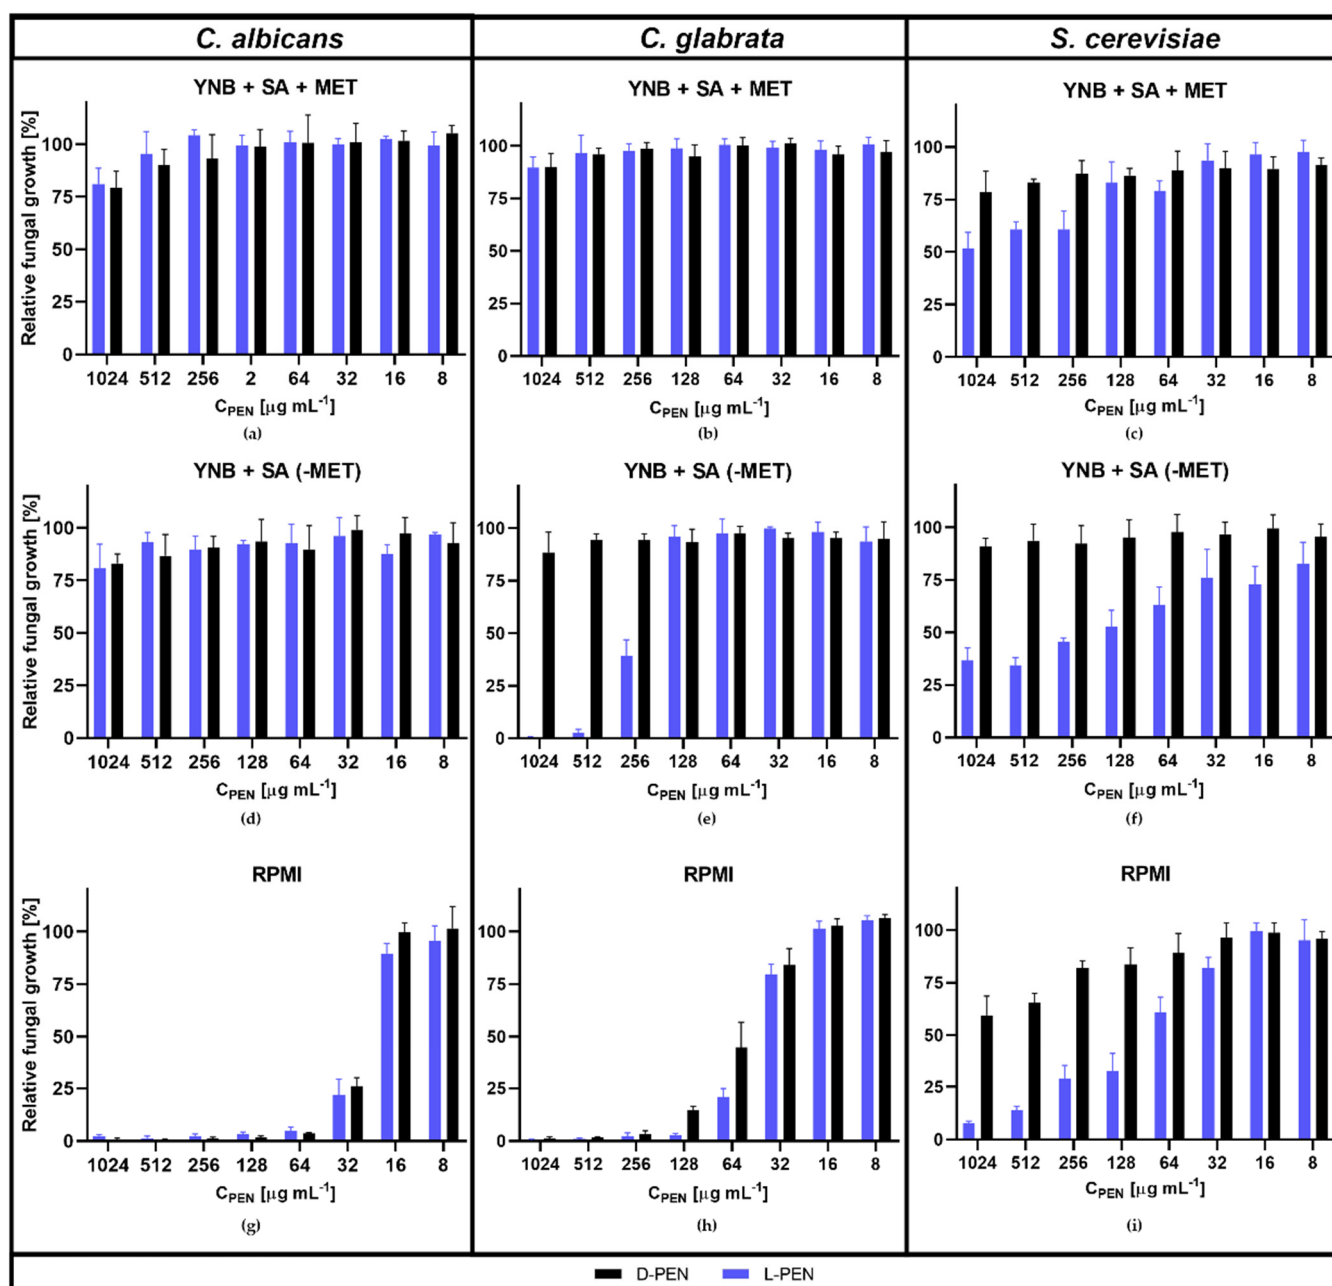 C. albicans
C. glabrata
S. cerevisiae
YNB + SA + MET
Relative fungal growth [%]
100
75
50
25
0
1024 512 256 2 64 32 16 8
CPEN [μg mL-1]
(a)
YNB + SA + MET
100
75
50
25
0
1024 512 256 128 64 32 16 8
CPEN [μg mL-1]
(b)
YNB + SA + MET
100
75
50
25
0
1024 512 256 128 64 32 16 8
CPEN [μg mL-1]
(c)
YNB + SA (-MET)
Relative fungal growth [%]
100
75
50
25
0
1024 512 256 128 64 32 16 8
CPEN [μg mL-1]
(d)
YNB + SA (-MET)
100
75
50
25
0
1024 512 256 128 64 32 16 8
CPEN [μg mL-1]
(e)
YNB + SA (-MET)
100
75
50
25
0
1024 512 256 128 64 32 16 8
CPEN [μg mL-1]
(f)
RPMI
Relative fungal growth [%]
100
75
50
25
0
1024 512 256 128 64 32 16 8
CPEN [μg mL-1]
(g)
RPMI
100
75
50
25
0
1024 512 256 128 64 32 16 8
CPEN [μg mL-1]
(h)
RPMI
100
75
50
25
0
1024 512 256 128 64 32 16 8
CPEN [μg mL-1]
(i)
D-PEN L-PEN